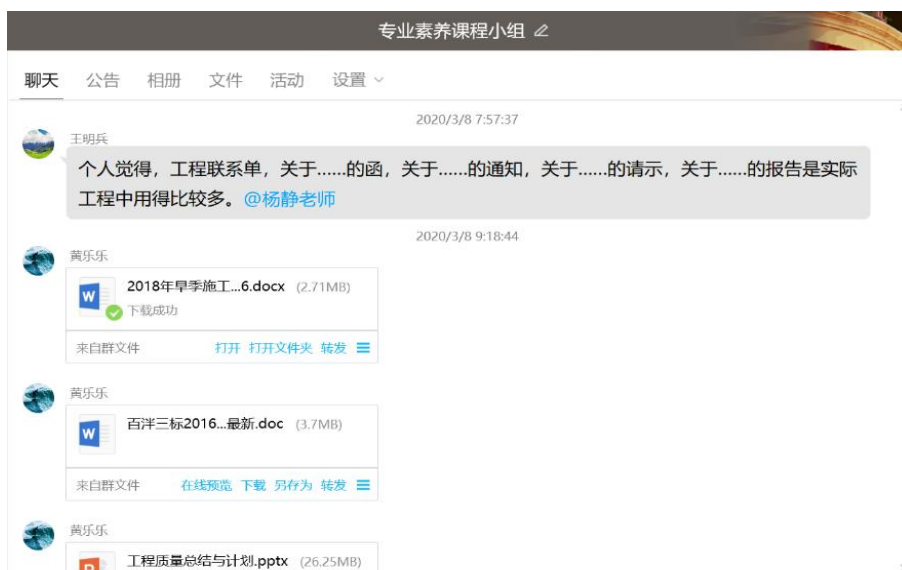 专业素养课程小组
聊天 公告 相册 文件 活动 设置
2020/3/8 7:57:37
王明兵
个人觉得，工程联系单，关于……的函，关于……的通知，关于……的请示，关于……的报告是实际
工程中用得比较多。@杨静老师
2020/3/8 9:18:44
黄乐乐
2018年早季施工...6.docx (2.71MB)
下载成功
来自群文件 打开 打开文件夹 转发
黄乐乐
百泮三标2016...最新.doc (3.7MB)
来自群文件 在线预览 下载 另存为 转发
黄乐乐
工程质量总结与计划.pptx (26.25MB)